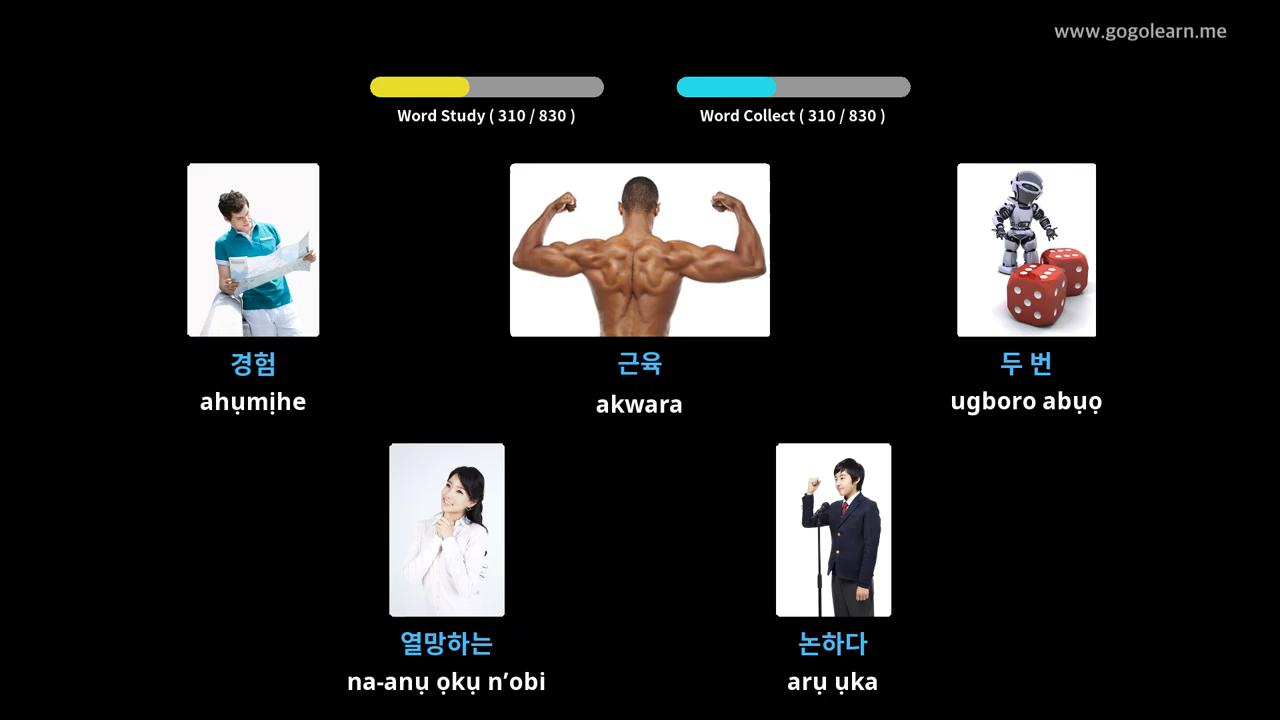 www.gogolearn.me
Word Study ( 310 / 830 )
Word Collect ( 310 / 830 )
경험
ahụmịhe
근육
akwara
두 번
ugboro abụọ
열망하는
na-anụ ọkụ n’obi
논하다
arụ ụka